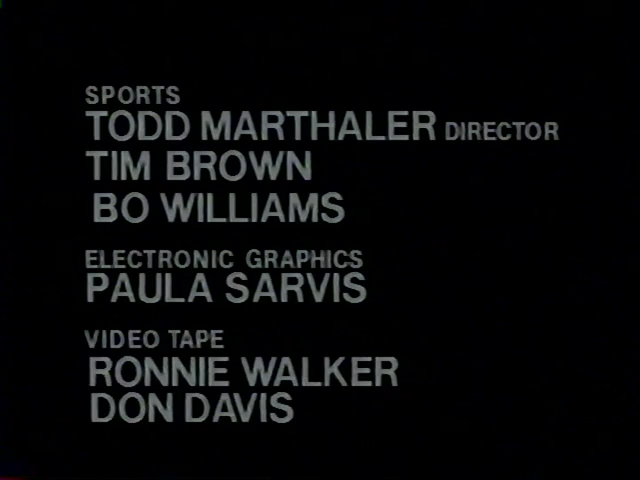 SPORTS
TODD MARTHALER DIRECTOR
TIM BROWN
BO WILLIAMS
ELECTRONIC GRAPHICS
PAULA SARVIS
VIDEO TAPE
RONNIE WALKER
DON DAVIS